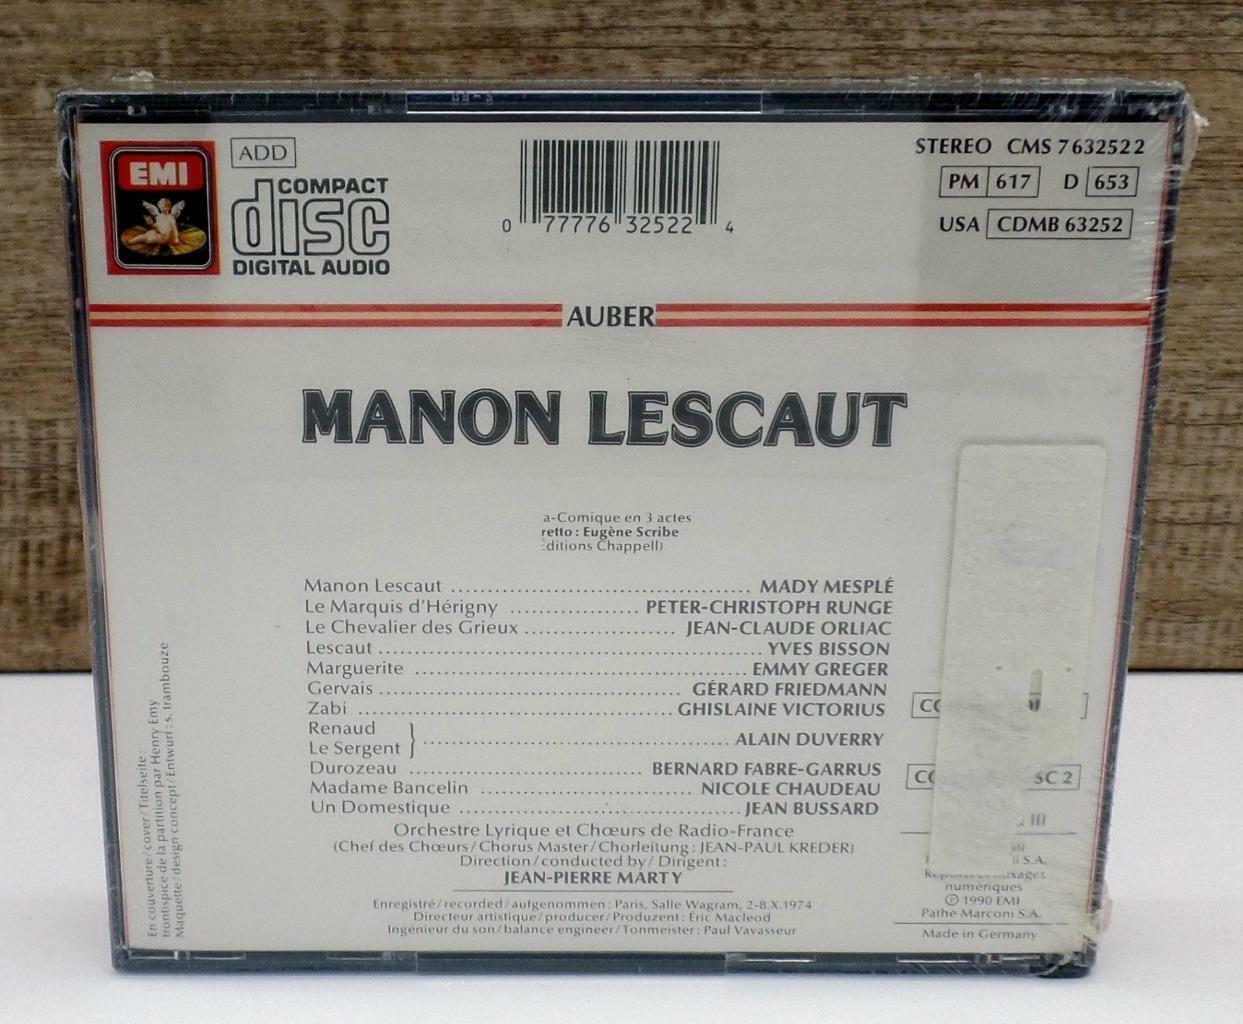 EMI
ADD
COMPACT
disc
DIGITAL AUDIO
0 77776 32522 4
STEREO CMS 7 63252 2
PM 617 D 653
USA CDMB 63252
AUBER
MANON LESCAUT
a-Comique en 3 actes
retto : Eugène Scribe
ditions Chappell)
Manon Lescaut ........ MADY MESPLÉ
Le Marquis d'Hérigny ........ PETER-CHRISTOPH RUNGE
Le Chevalier des Grieux ........ JEAN-CLAUDE ORLIAC
Lescaut ........ YVES BISSON
Marguerite ........ EMMY GREGER
Gervais ........ GÉRARD FRIEDMANN
Zabi ........ GHISLAINE VICTORIUS
Renaud
Le Sergent } ........ ALAIN DUVERRY
Durozeau ........ BERNARD FABRE-GARRUS
Madame Bancelin ........ NICOLE CHAUDEAU
Un Domestique ........ JEAN BUSSARD
Orchestre Lyrique et Chœurs de Radio-France
(Chef des Chœurs / Chorus Master / Chorleitung : JEAN-PAUL KREDER)
Direction / conducted by / Dirigent :
JEAN-PIERRE MARTY
Enregistré / recorded / aufgenommen : Paris, Salle Wagram, 2-8.X.1974
Directeur artistique / producer / Produzent : Éric Macleod
Ingénieur du son / balance engineer / Tonmeister : Paul Vavasseur
En couverture / cover / Titelseite :
frontispice de la partition par Henry Emy
Maquette / design concept / Entwurf : s. trambouze
CO
CO SC 2
III
S.A.
numériques
© 1990 EMI
Pathé Marconi S.A.
Made in Germany